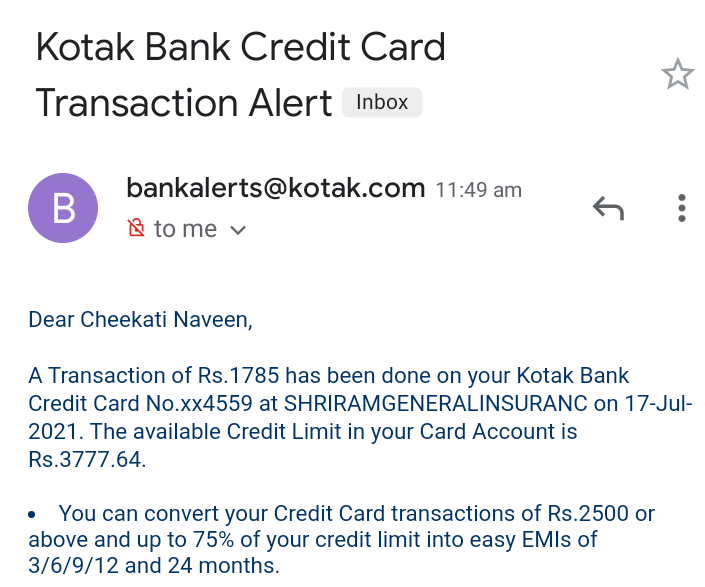 Kotak Bank Credit Card
Transaction Alert Inbox
B
bankalerts@kotak.com 11:49 am
to me
Dear Cheekati Naveen,
A Transaction of Rs.1785 has been done on your Kotak Bank
Credit Card No.xx4559 at SHRIRAMGENERALINSURANC on 17-Jul-
2021. The available Credit Limit in your Card Account is
Rs.3777.64.
• You can convert your Credit Card transactions of Rs.2500 or
above and up to 75% of your credit limit into easy EMIs of
3/6/9/12 and 24 months.